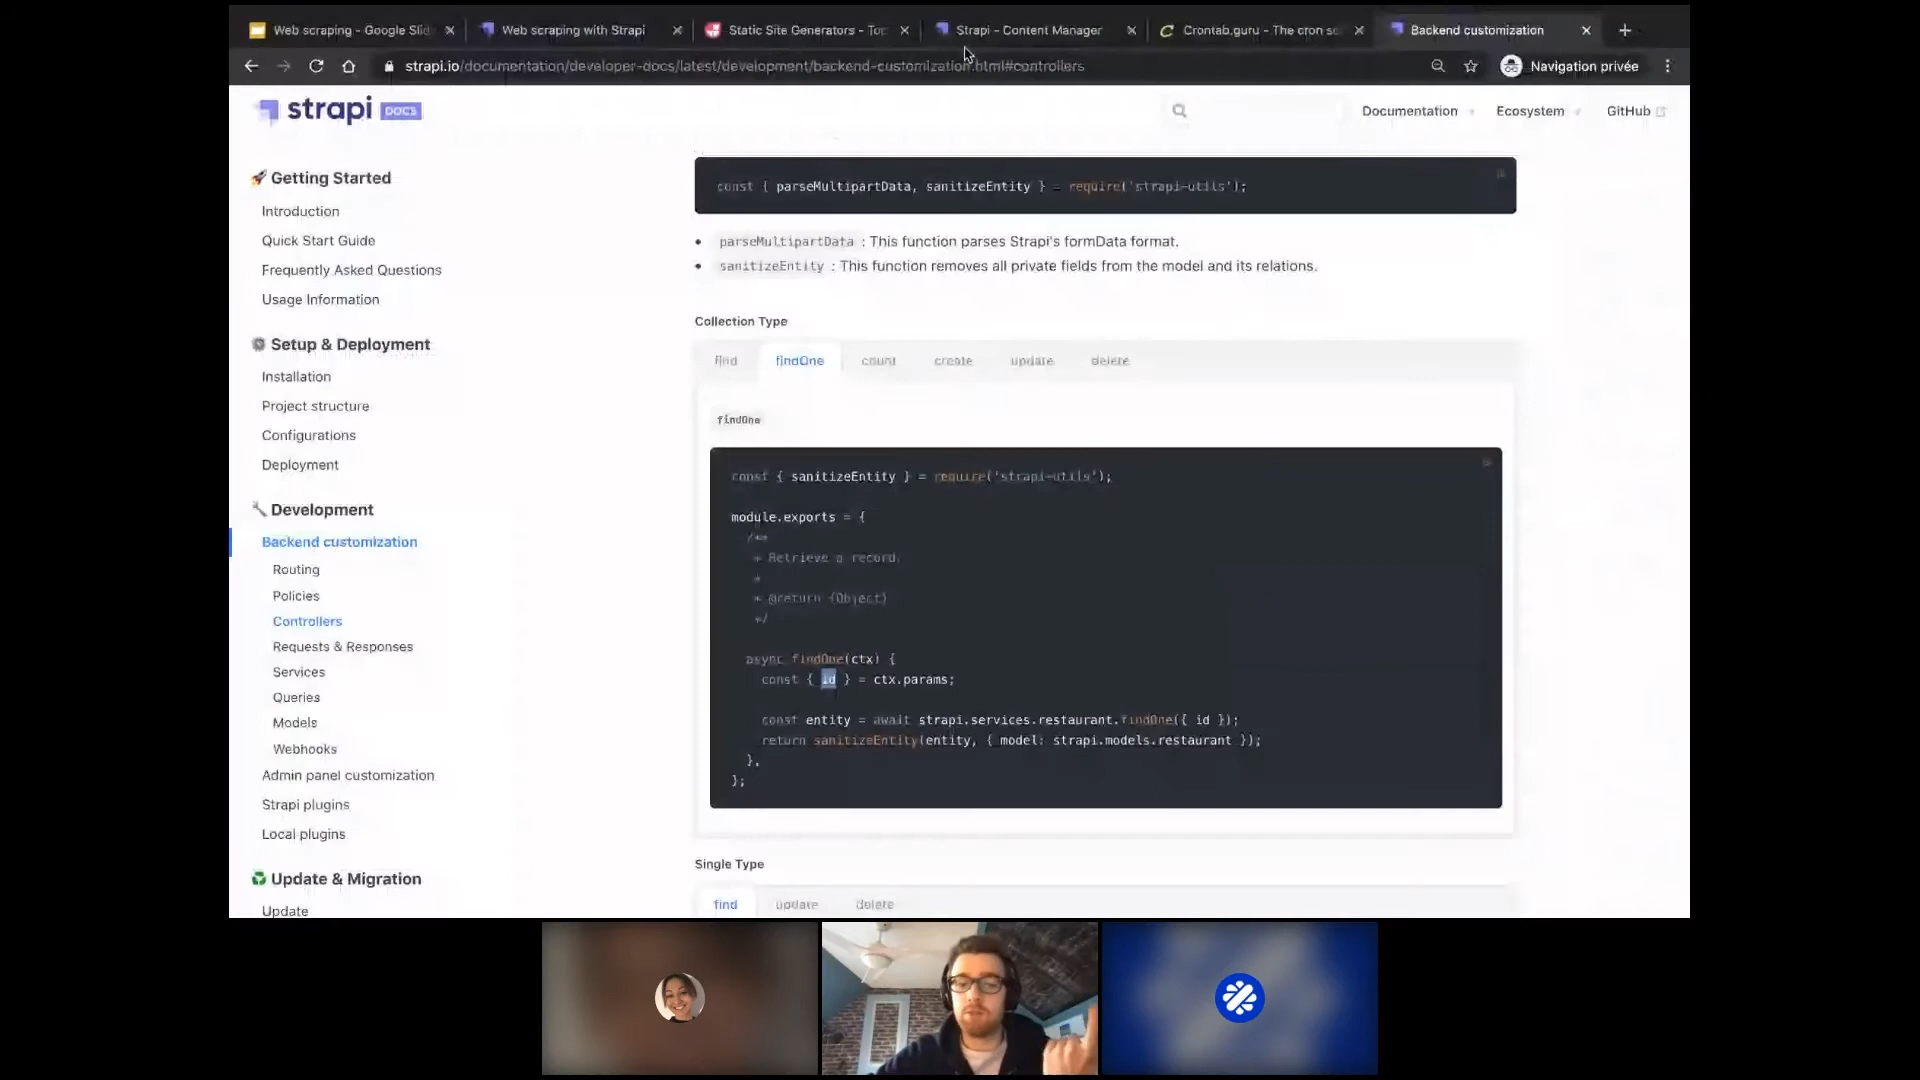 Web scraping - Google Slid
Web scraping with Strapi
Static Site Generators - Top
Strapi - Content Manager
Crontab.guru - The cron sc
Backend customization
strapi.io/documentation/developer-docs/latest/development/backend-customization.html#controllers
Navigation privée
strapi DOCS
Documentation
Ecosystem
GitHub
🚀 Getting Started
Introduction
Quick Start Guide
Frequently Asked Questions
Usage Information
Setup & Deployment
Installation
Project structure
Configurations
Deployment
🔧 Development
Backend customization
Routing
Policies
Controllers
Requests & Responses
Services
Queries
Models
Webhooks
Admin panel customization
Strapi plugins
Local plugins
♻️ Update & Migration
Update
const { parseMultipartData, sanitizeEntity } = require('strapi-utils');
• parseMultipartData : This function parses Strapi's formData format.
• sanitizeEntity : This function removes all private fields from the model and its relations.
Collection Type
find findOne count create update delete
findOne
const { sanitizeEntity } = require('strapi-utils');
module.exports = {
/**
* Retrieve a record.
*
* @return {Object}
*/
async findOne(ctx) {
const { id } = ctx.params;
const entity = await strapi.services.restaurant.findOne({ id });
return sanitizeEntity(entity, { model: strapi.models.restaurant });
},
};
Single Type
find update delete